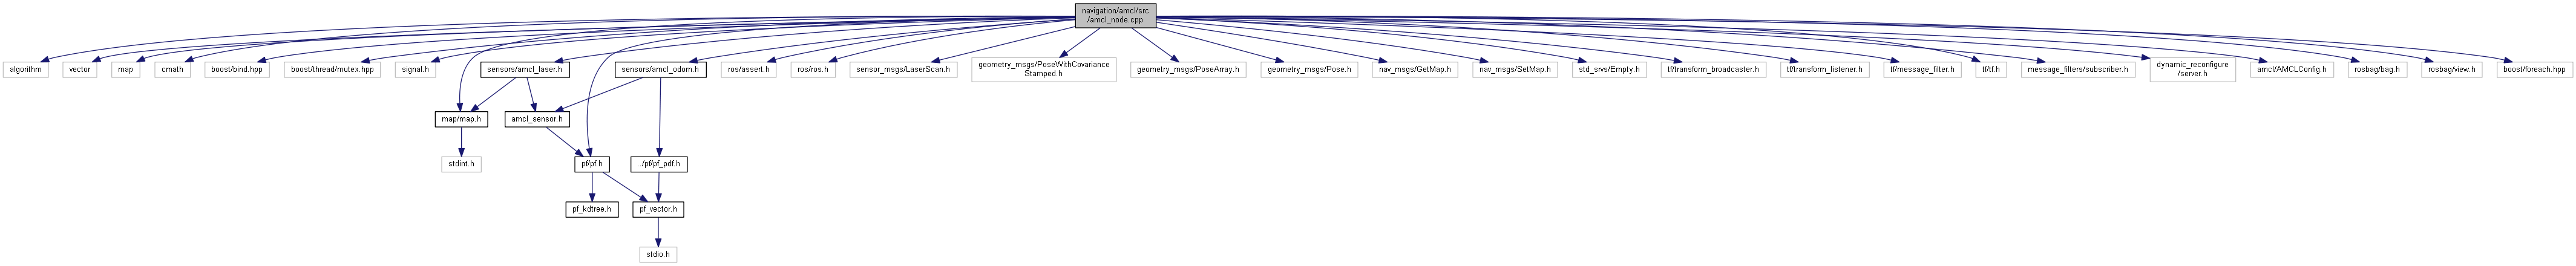 navigation/amcl/src
/amcl_node.cpp
algorithm
vector
map
cmath
boost/bind.hpp
boost/thread/mutex.hpp
signal.h
sensors/amcl_laser.h
sensors/amcl_odom.h
ros/assert.h
ros/ros.h
sensor_msgs/LaserScan.h
geometry_msgs/PoseWithCovariance
Stamped.h
geometry_msgs/PoseArray.h
geometry_msgs/Pose.h
nav_msgs/GetMap.h
nav_msgs/SetMap.h
std_srvs/Empty.h
tf/transform_broadcaster.h
tf/transform_listener.h
tf/message_filter.h
tf/tf.h
message_filters/subscriber.h
dynamic_reconfigure
/server.h
amcl/AMCLConfig.h
rosbag/bag.h
rosbag/view.h
boost/foreach.hpp
map/map.h
amcl_sensor.h
stdint.h
pf/pf.h
../pf/pf_pdf.h
pf_kdtree.h
pf_vector.h
stdio.h